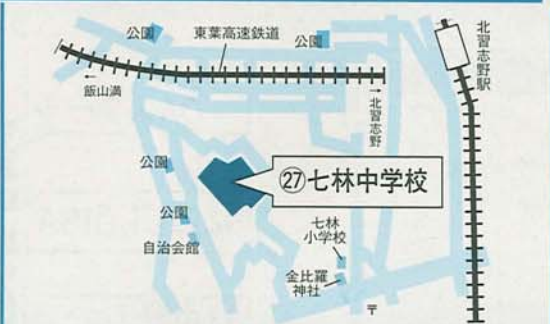 公園
東葉高速鉄道
公園
北習志野駅
飯山満
北習志野
公園
㉗七林中学校
公園
自治会館
七林
小学校
金比羅
神社
〒